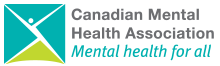 Canadian Mental
Health Association
Mental health for all